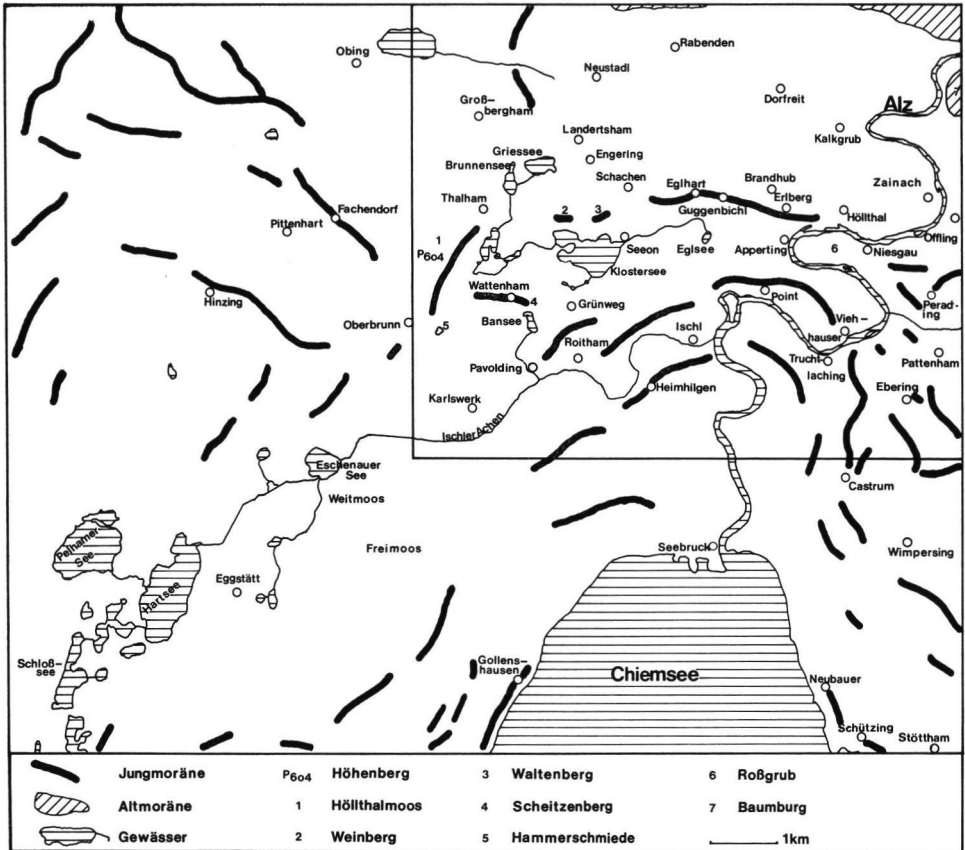 Obing
Rabenden
Neustadl
Dorfreit
Groß-
bergham
Alz
7
Kalkgrub
Landertsham
Griessee
Engering
Brunnensee
Schachen
Eglhart
Brandhub
Zainach
Thalham
2
3
Guggenbichl
Erlberg
Höllthal
Fachendorf
Pittenhart
1
P604
Seeon
Eglsee
Apperting
6
Niesgau
Offling
Klostersee
Wattenham
4
Hinzing
Grünweg
Point
Perad-
ing
Oberbrunn
5
Bansee
Ischl
Vieh-
hauser
Roitham
Trucht-
laching
Pattenham
Pavolding
Heimhilgen
Ebering
Karlswerk
Ischler Achen
Eschenauer
See
Castrum
Weitmoos
Pelhamer
See
Freimoos
Seebruck
Wimpersing
Hartsee
Eggstätt
Schloß-
see
Gollens-
hausen
Chiemsee
Neubauer
Schützing
Stöttham
Jungmoräne
P604 Höhenberg
3 Waltenberg
6 Roßgrub
Altmoräne
1 Höllthalmoos
4 Scheitzenberg
7 Baumburg
Gewässer
2 Weinberg
5 Hammerschmiede
1km